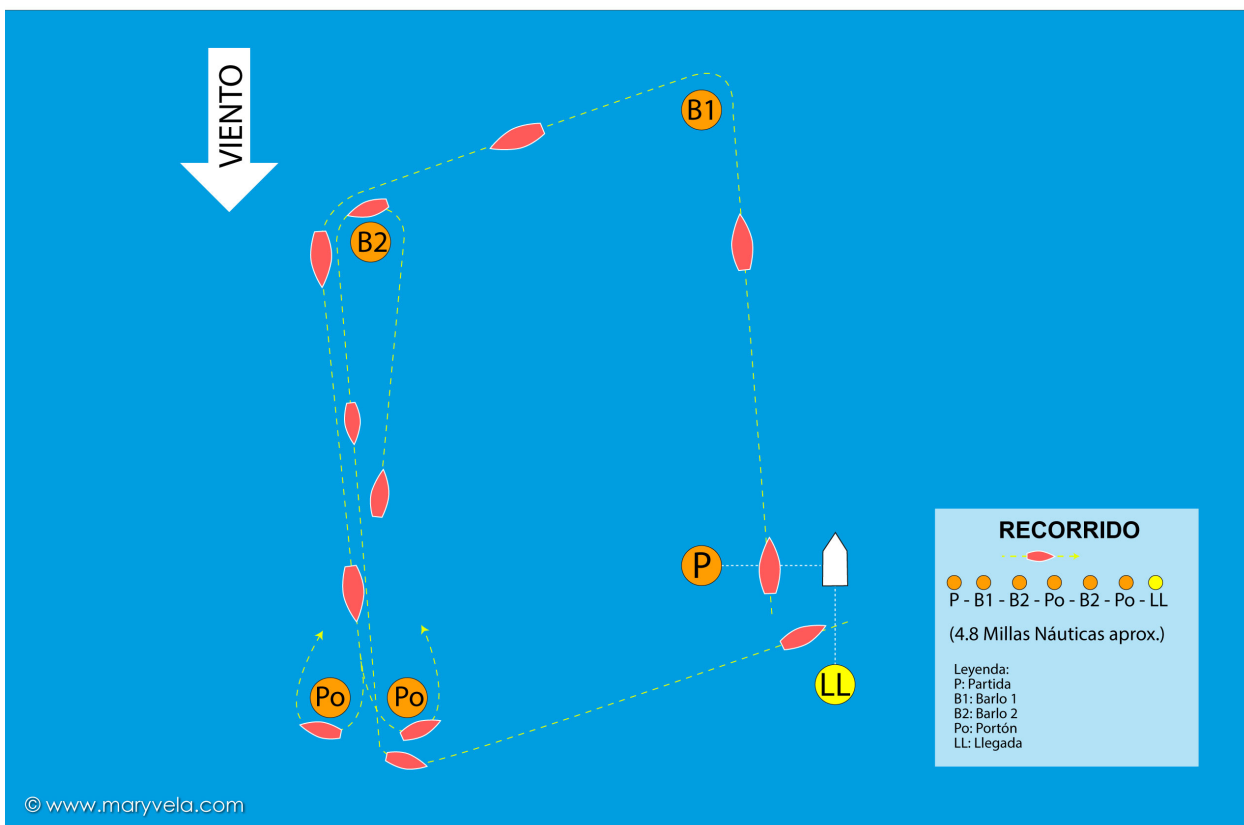 VIENTO
B1
B2
P
Po
Po
LL
RECORRIDO
P - B1 - B2 - Po - B2 - Po - LL
(4.8 Millas Náuticas aprox.)
Leyenda:
P: Partida
B1: Barlo 1
B2: Barlo 2
Po: Portón
LL: Llegada
© www.maryvela.com